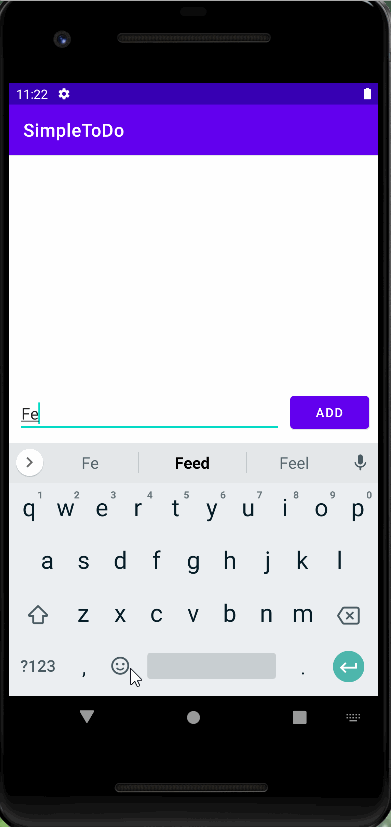 11:22
SimpleToDo
Fe
ADD
Fe Feed Feel
1 2 3 4 5 6 7 8 9 0
q w e r t y u i o p
a s d f g h j k l
z x c v b n m
?123 , .